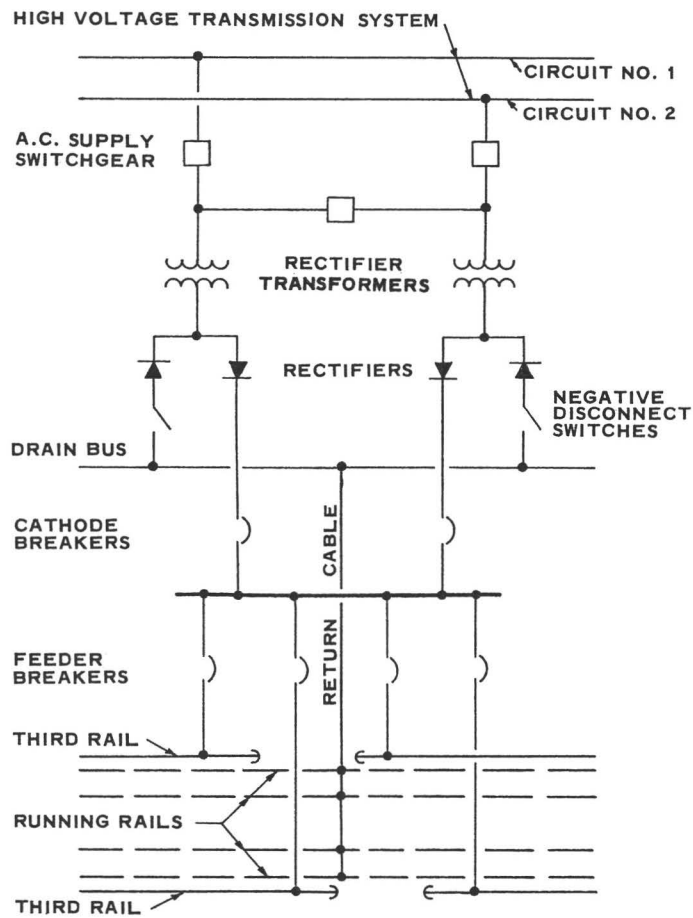 HIGH VOLTAGE TRANSMISSION SYSTEM
CIRCUIT NO. 1
CIRCUIT NO. 2
A.C. SUPPLY
SWITCHGEAR
RECTIFIER
TRANSFORMERS
RECTIFIERS
NEGATIVE
DISCONNECT
SWITCHES
DRAIN BUS
CATHODE
BREAKERS
CABLE
RETURN
FEEDER
BREAKERS
THIRD RAIL
RUNNING RAILS
THIRD RAIL